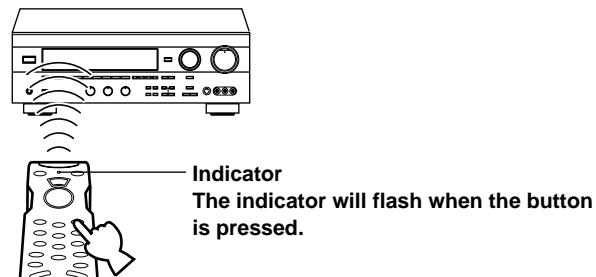 Indicator
The indicator will flash when the button
is pressed.